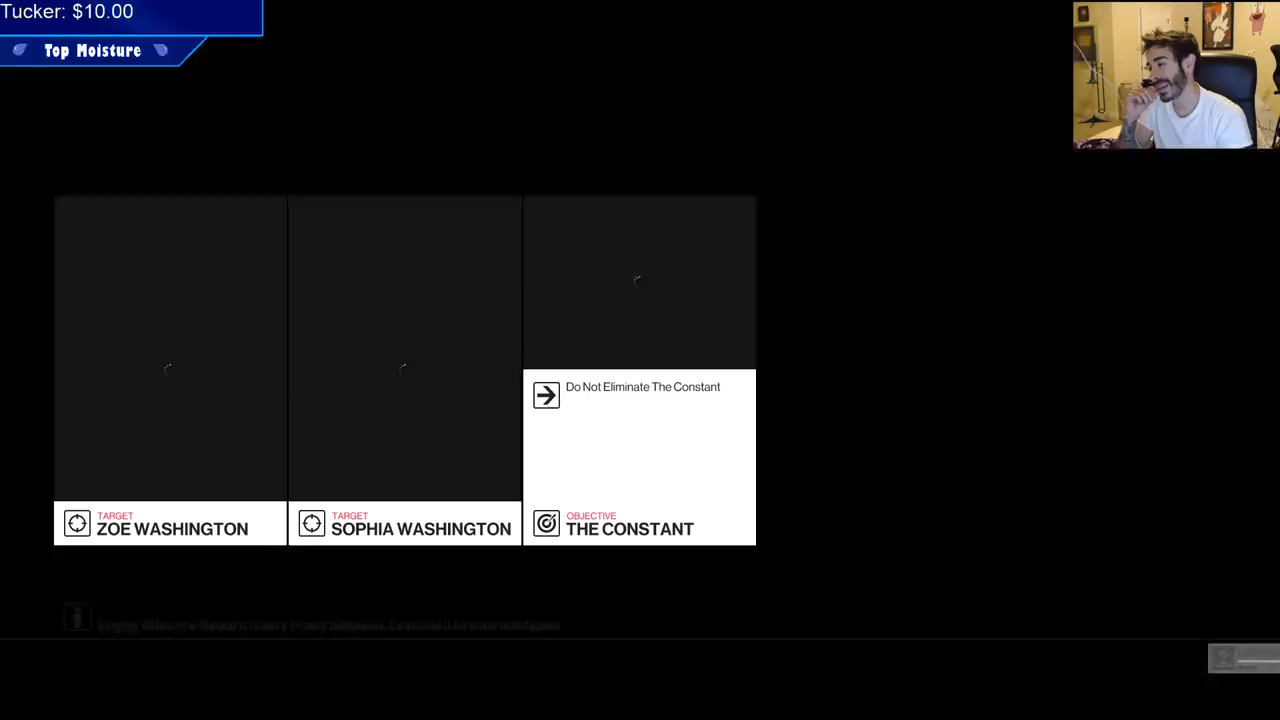 Tucker: $10.00
Top Moisture
Do Not Eliminate The Constant
TARGET
ZOE WASHINGTON
TARGET
SOPHIA WASHINGTON
OBJECTIVE
THE CONSTANT